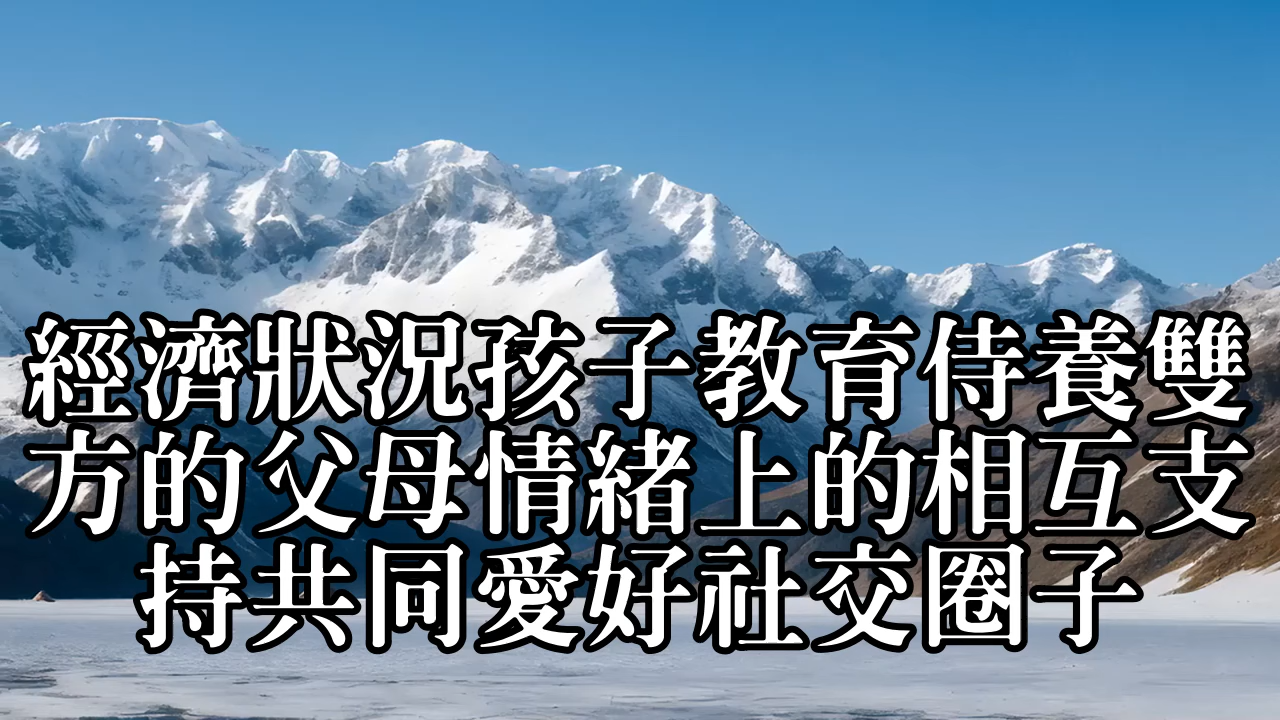 經濟狀況孩子教育侍養雙
方的父母情緒上的相互支
持共同愛好社交圈子